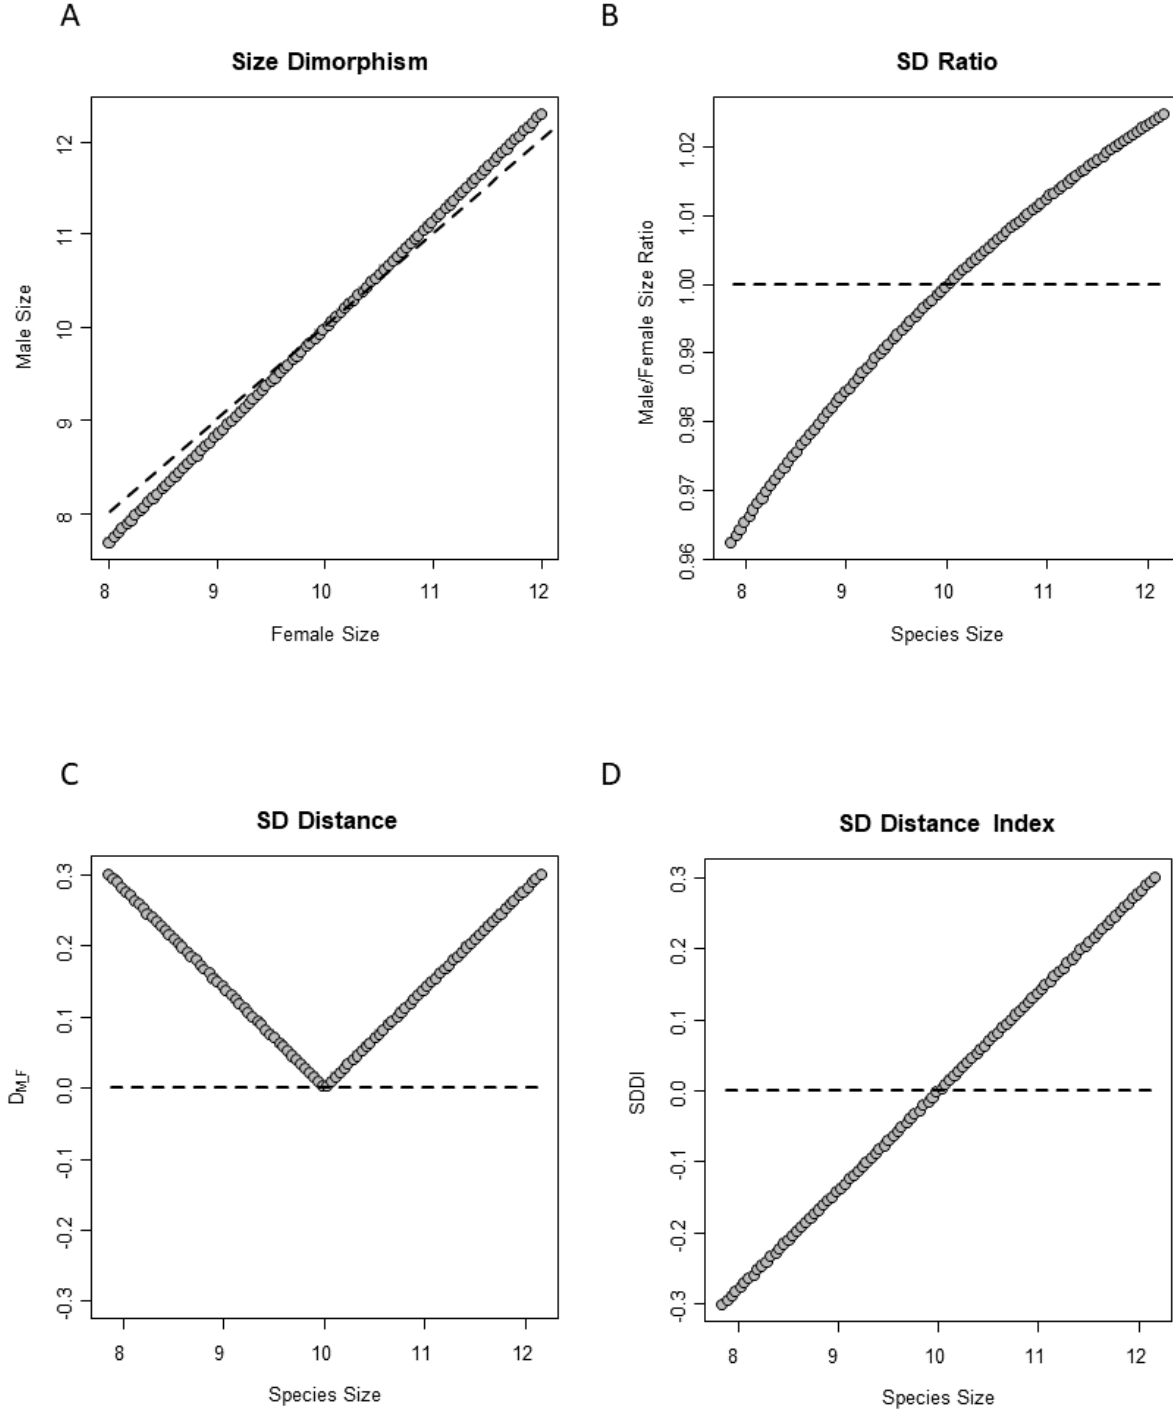 A
Size Dimorphism
12
11
10
9
8
Male Size
8 9 10 11 12
Female Size
B
SD Ratio
1.02
1.01
1.00
0.99
0.98
0.97
0.96
Male/Female Size Ratio
8 9 10 11 12
Species Size
C
SD Distance
0.3
0.2
0.1
0.0
-0.1
-0.2
-0.3
DM_F
8 9 10 11 12
Species Size
D
SD Distance Index
0.3
0.2
0.1
0.0
-0.1
-0.2
-0.3
SDDI
8 9 10 11 12
Species Size